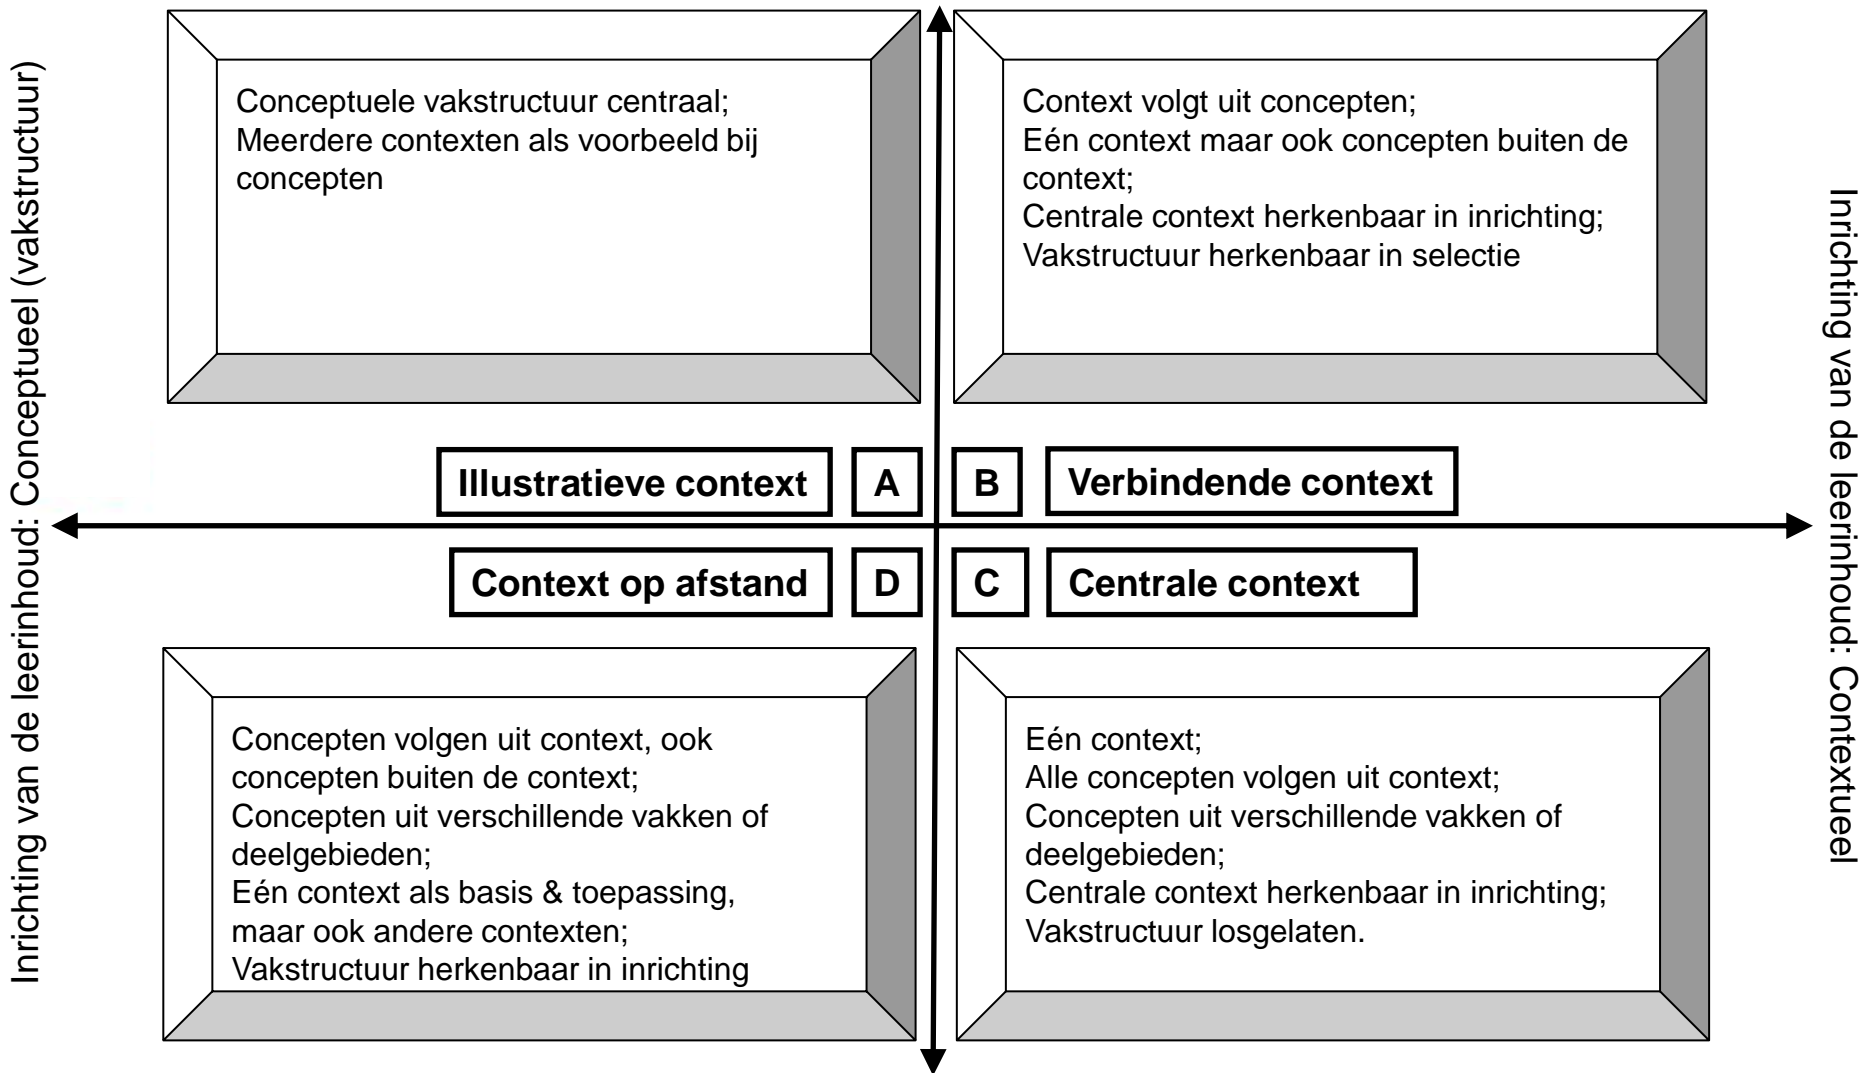 Inrichting van de leerinhoud: Conceptueel (vakstructuur)
Conceptuele vakstructuur centraal;
Meerdere contexten als voorbeeld bij
concepten
Context volgt uit concepten;
Eén context maar ook concepten buiten de
context;
Centrale context herkenbaar in inrichting;
Vakstructuur herkenbaar in selectie
Illustratieve context
A
B
Verbindende context
Context op afstand
D
C
Centrale context
Concepten volgen uit context, ook
concepten buiten de context;
Concepten uit verschillende vakken of
deelgebieden;
Eén context als basis & toepassing,
maar ook andere contexten;
Vakstructuur herkenbaar in inrichting
Eén context;
Alle concepten volgen uit context;
Concepten uit verschillende vakken of
deelgebieden;
Centrale context herkenbaar in inrichting;
Vakstructuur losgelaten.
Inrichting van de leerinhoud: Contextueel